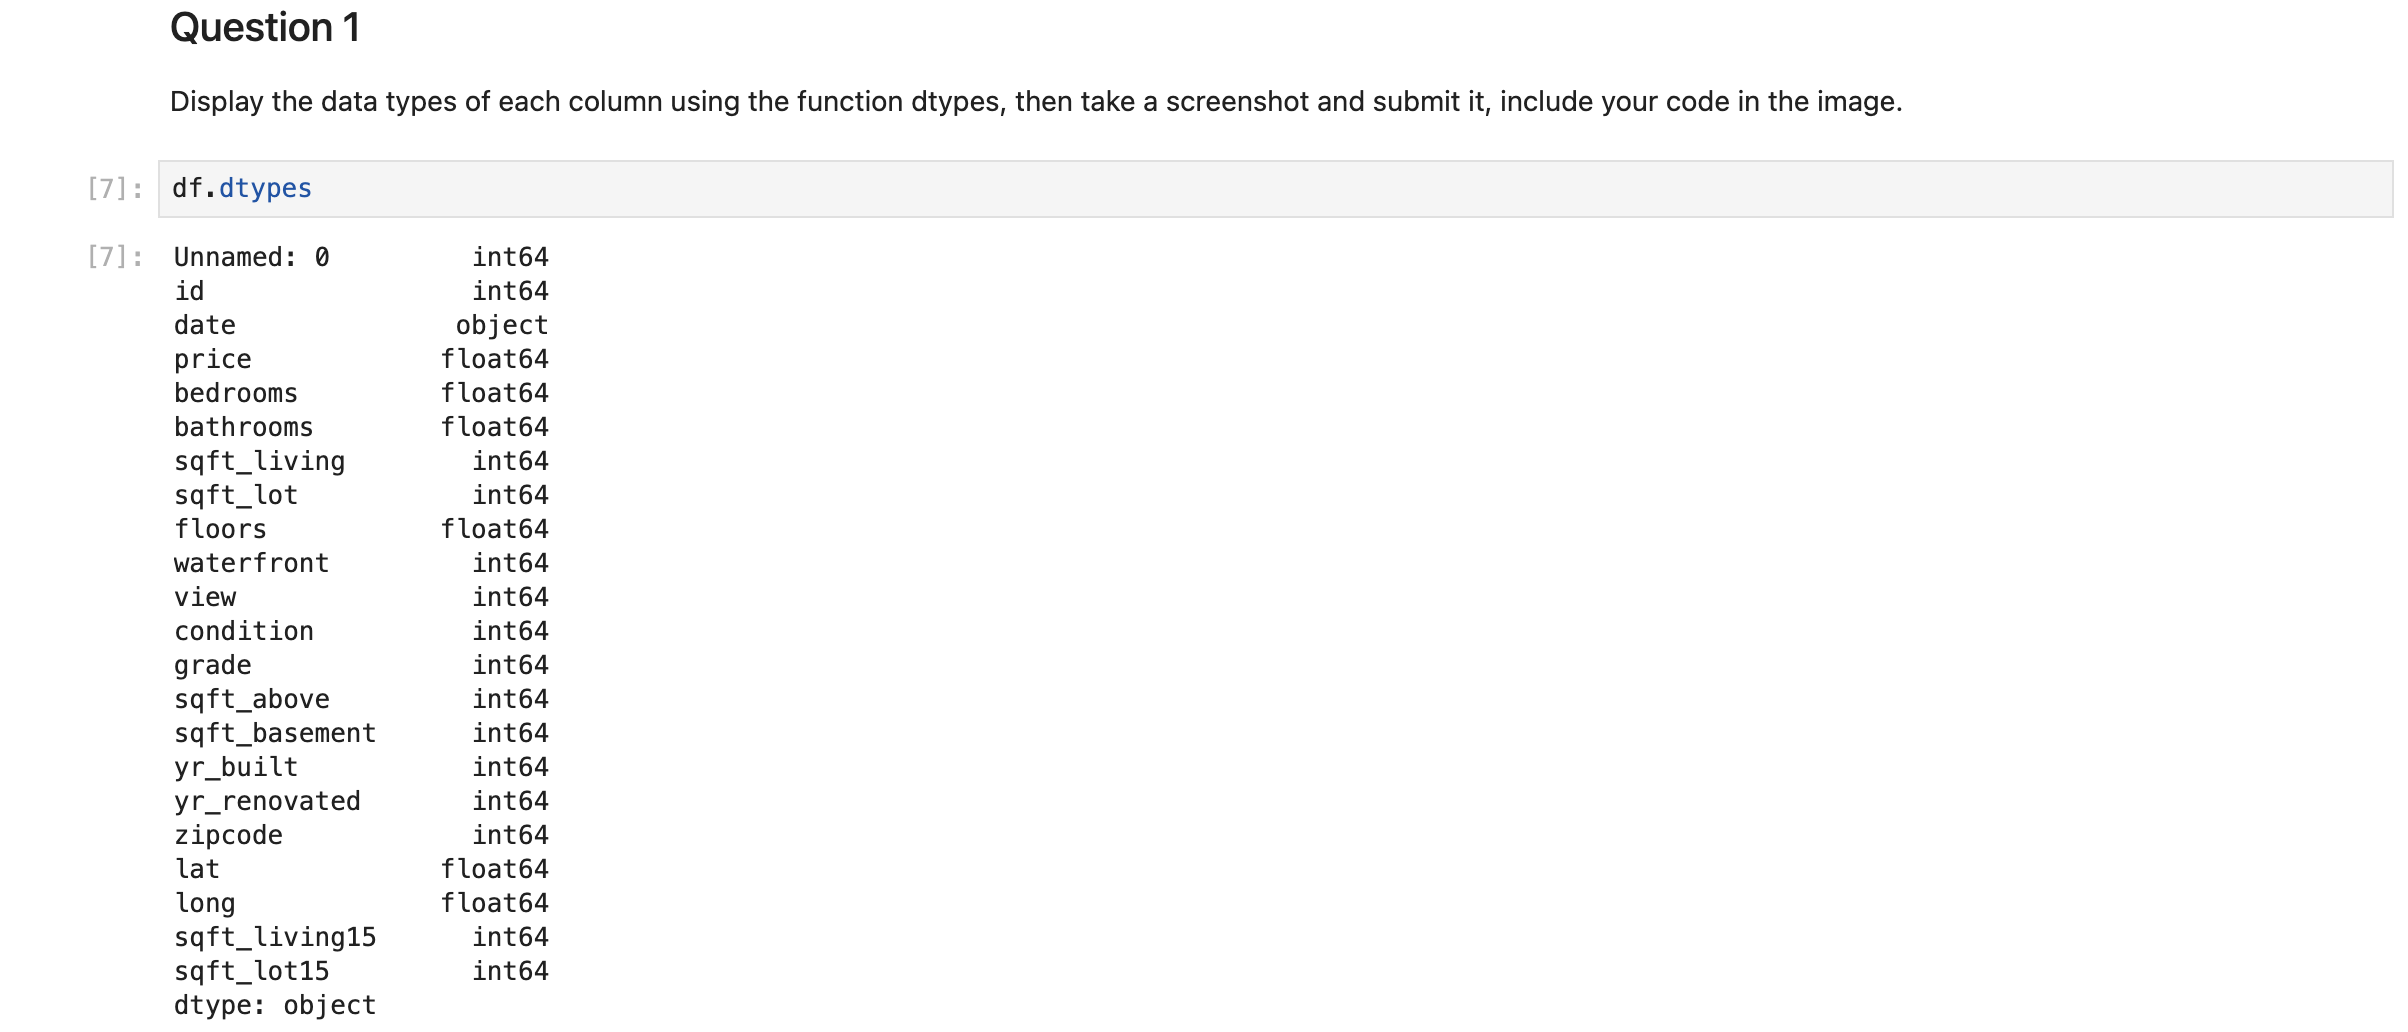 Question 1
Display the data types of each column using the function dtypes, then take a screenshot and submit it, include your code in the image.
[7]: df.dtypes
[7]: Unnamed: 0 int64
id int64
date object
price float64
bedrooms float64
bathrooms float64
sqft_living int64
sqft_lot int64
floors float64
waterfront int64
view int64
condition int64
grade int64
sqft_above int64
sqft_basement int64
yr_built int64
yr_renovated int64
zipcode int64
lat float64
long float64
sqft_living15 int64
sqft_lot15 int64
dtype: object